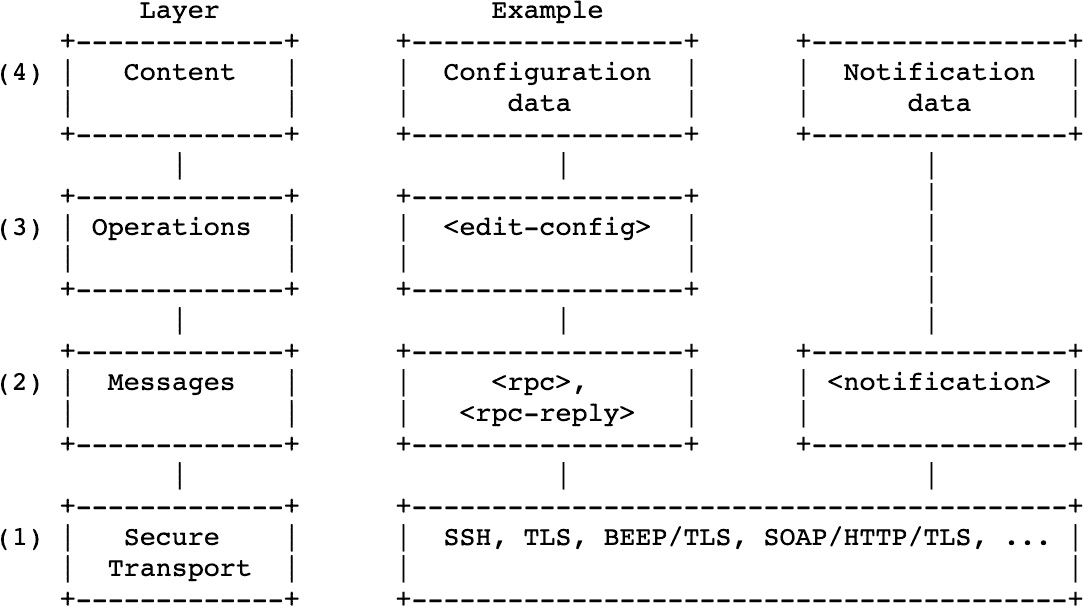 Layer Example
+-------------+ +-----------------+ +----------------+
(4) | Content | | Configuration | | Notification |
| | | data | | data |
+-------------+ +-----------------+ +----------------+
| | |
+-------------+ +-----------------+ |
(3) | Operations | | <edit-config> | |
| | | | |
+-------------+ +-----------------+ |
| | |
+-------------+ +-----------------+ +----------------+
(2) | Messages | | <rpc>, | | <notification> |
| | | <rpc-reply> | | |
+-------------+ +-----------------+ +----------------+
| | |
+-------------+ +-----------------------------------------+
(1) | Secure | | SSH, TLS, BEEP/TLS, SOAP/HTTP/TLS, ... |
| Transport | | |
+-------------+ +-----------------------------------------+